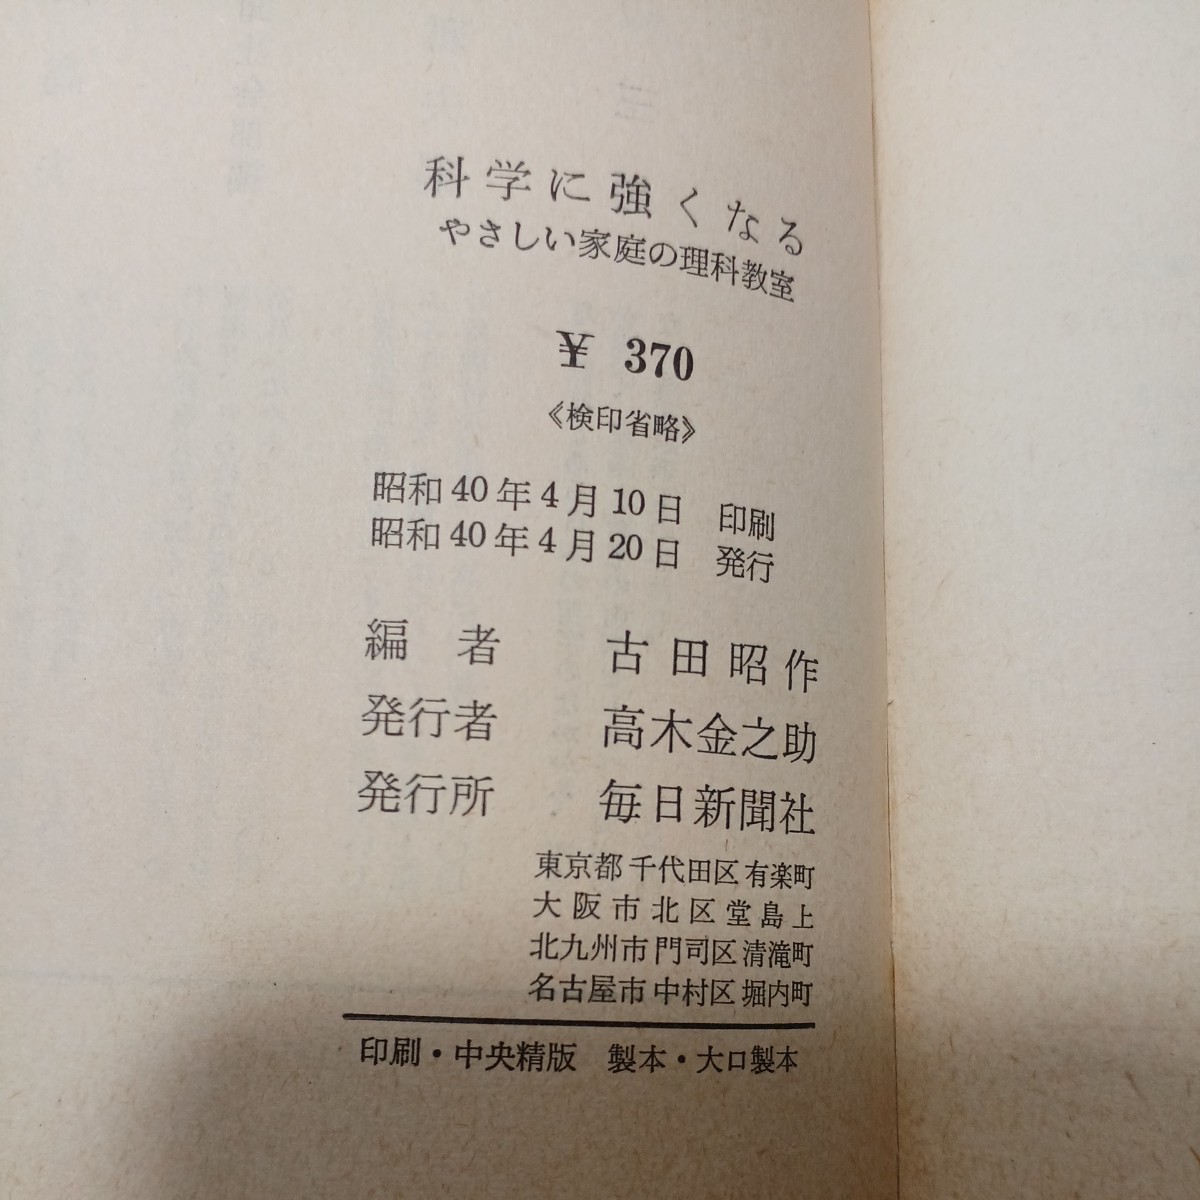 科学に強くなる
やさしい家庭の理科教室
¥ 370
《検印省略》
昭和40年4月10日 印刷
昭和40年4月20日 発行
編者 古田昭作
発行者 高木金之助
発行所 毎日新聞社
東京都千代田区有楽町
大阪市北区堂島上
北九州市門司区清滝町
名古屋市中村区堀内町
印刷・中央精版 製本・大口製本